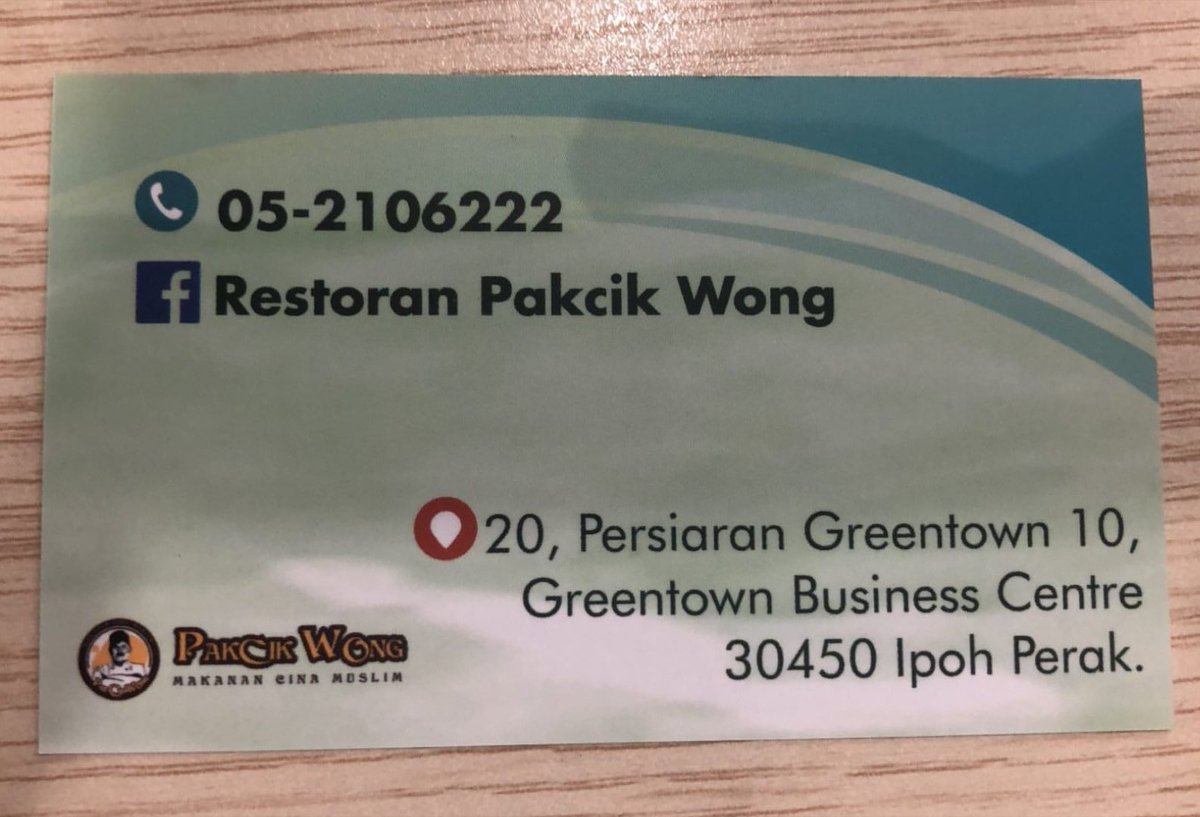 05-2106222
Restoran Pakcik Wong
20, Persiaran Greentown 10,
Greentown Business Centre
30450 Ipoh Perak.
PAKCIK WONG
MAKANAN CINA MUSLIM